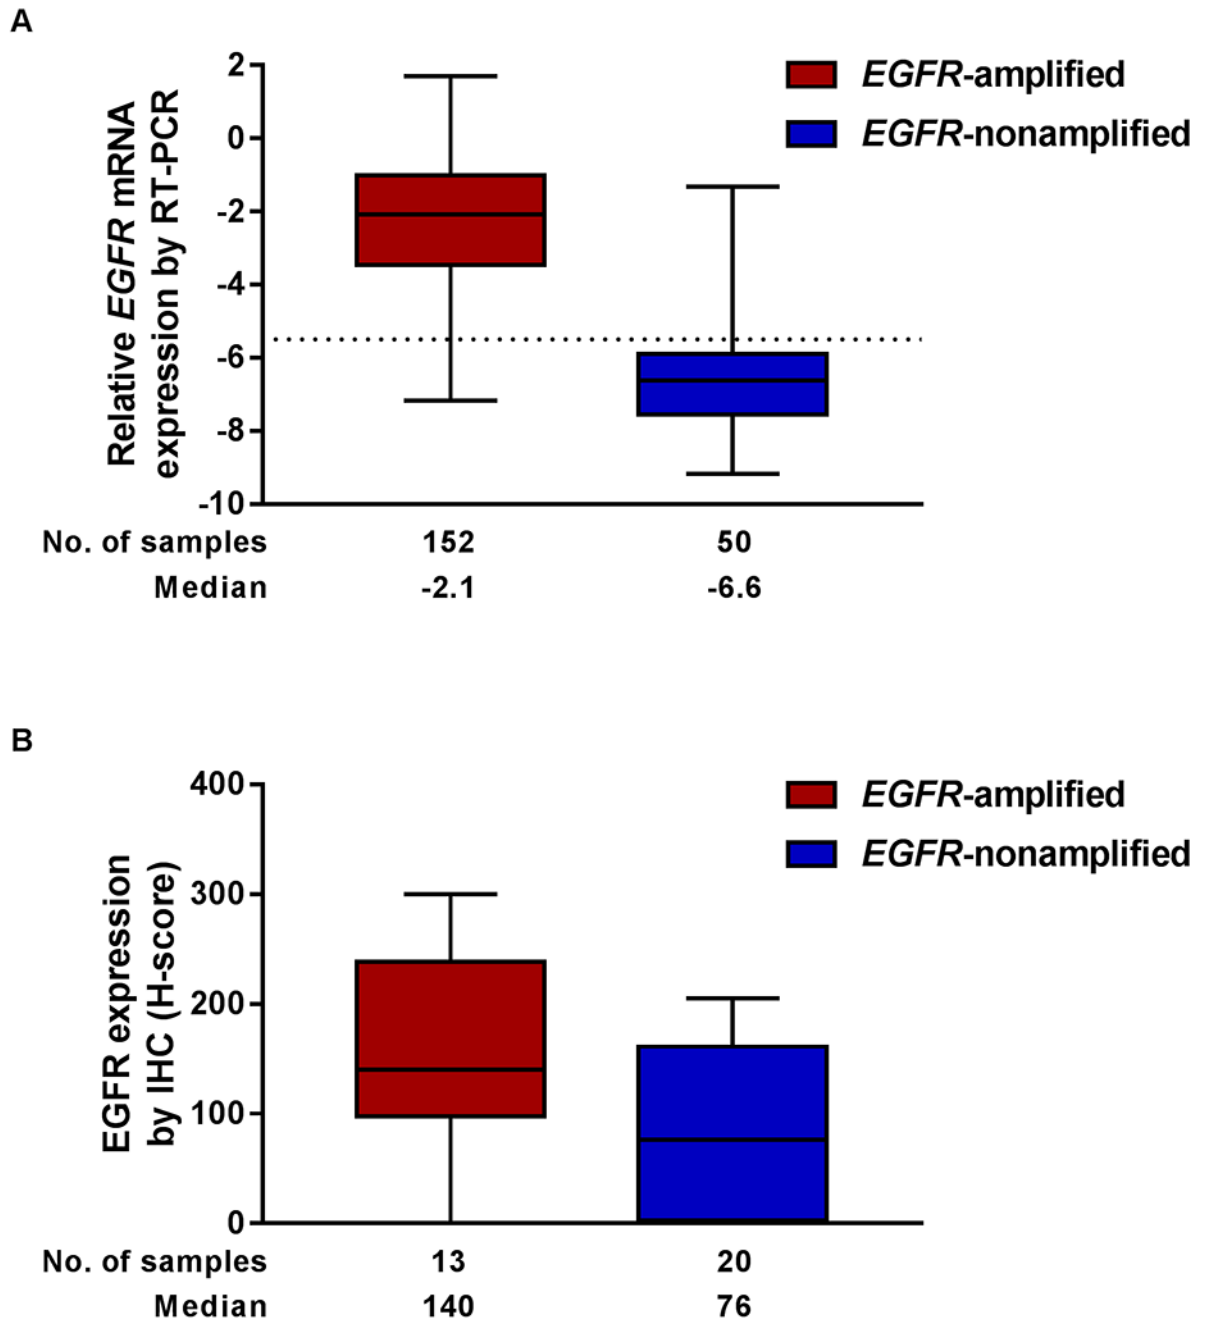 A
Relative EGFR mRNA
expression by RT-PCR
2
0
-2
-4
-6
-8
-10
EGFR-amplified
EGFR-nonamplified
No. of samples 152 50
Median -2.1 -6.6
B
EGFR expression
by IHC (H-score)
400
300
200
100
0
EGFR-amplified
EGFR-nonamplified
No. of samples 13 20
Median 140 76